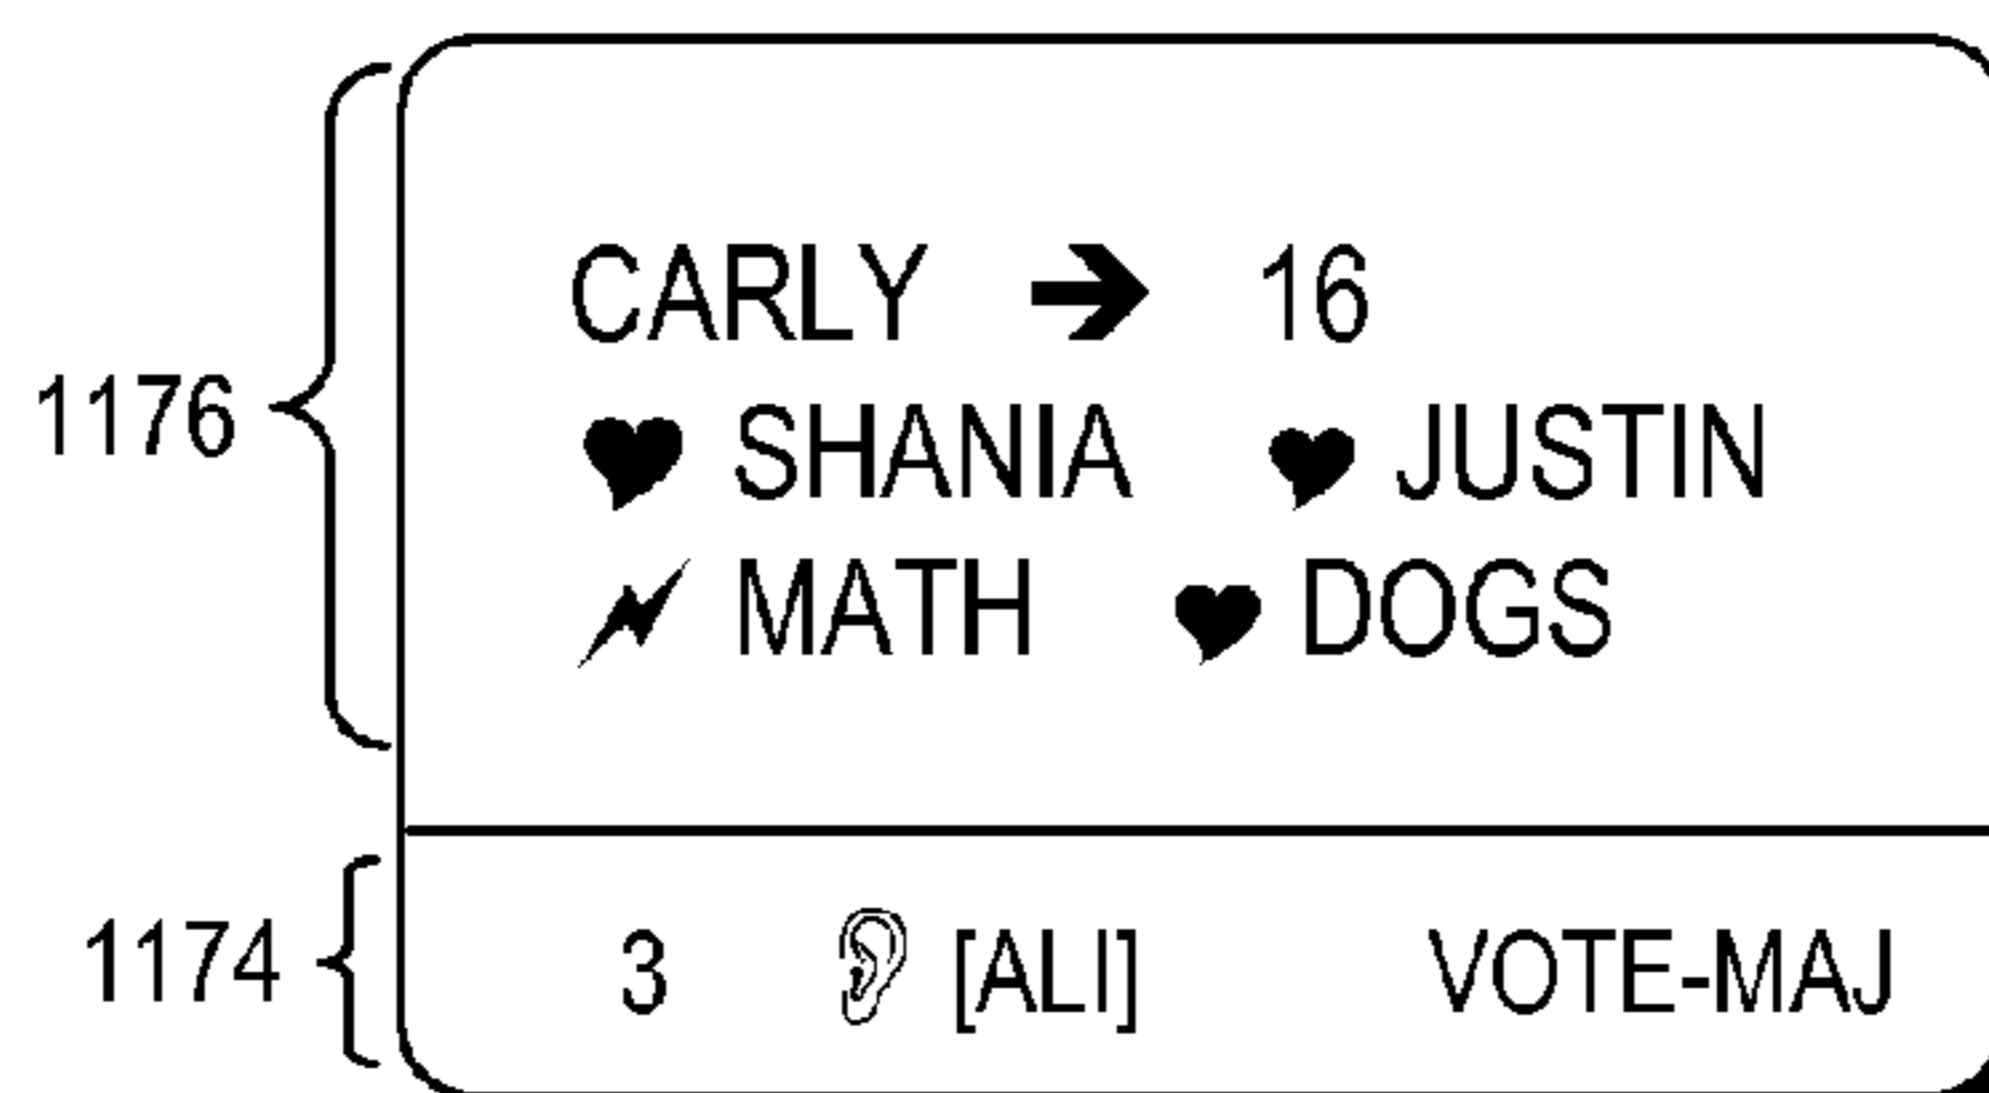 CARLY → 16
1176
♥ SHANIA ♥ JUSTIN
MATH ♥ DOGS
1174 3 [ALI] VOTE-MAJ